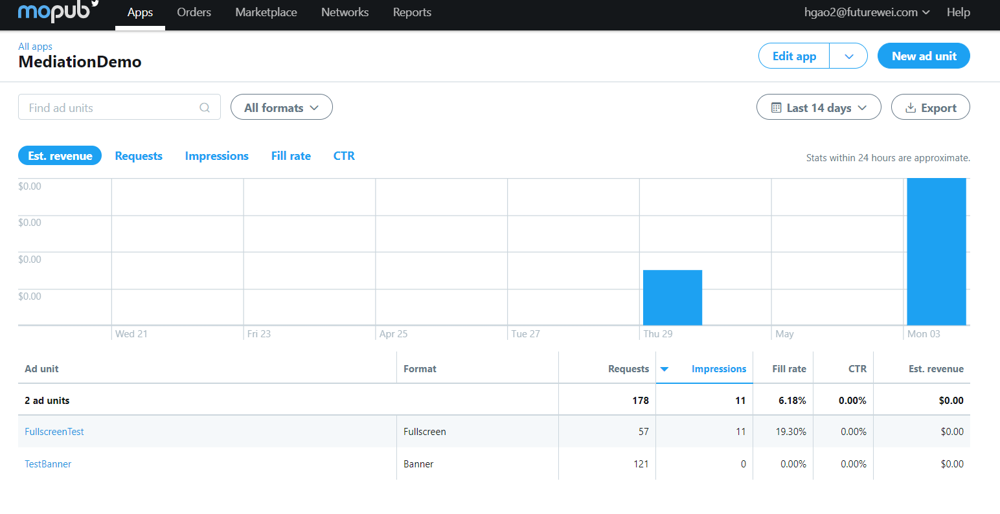 mopub Apps Orders Marketplace Networks Reports hgao2@futurewei.com Help
All apps
MediationDemo
Edit app New ad unit
Find ad units All formats Last 14 days Export
Est. revenue Requests Impressions Fill rate CTR
Stats within 24 hours are approximate.
$0.00
$0.00
$0.00
$0.00
Wed 21 Fri 23 Apr 25 Tue 27 Thu 29 May Mon 03
Ad unit Format Requests Impressions Fill rate CTR Est. revenue
2 ad units 178 11 6.18% 0.00% $0.00
FullscreenTest Fullscreen 57 11 19.30% 0.00% $0.00
TestBanner Banner 121 0 0.00% 0.00% $0.00